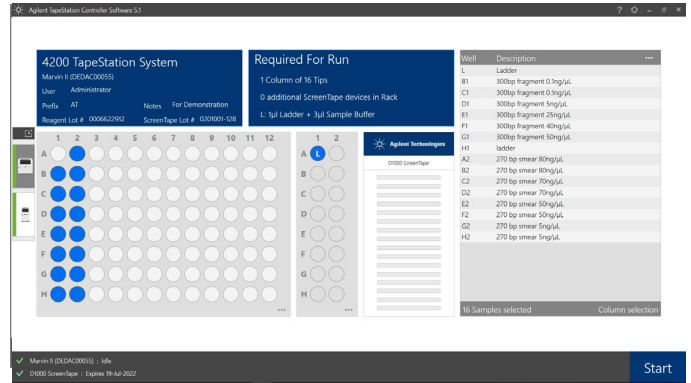 Agilent TapeStation Controller Software 5.1
4200 TapeStation System
Marvin II (DEDAC00055)
User Administrator
Prefix AT Notes For Demonstration
Reagent Lot # 0006622912 ScreenTape Lot # 0201001-128
Required For Run
1 Column of 16 Tips
0 additional ScreenTape devices in Rack
L: 1µl Ladder + 3µl Sample Buffer
1 2 3 4 5 6 7 8 9 10 11 12
A
B
C
D
E
F
G
H
1 2
A L
B
C
D
E
F
G
H
Agilent Technologies
D1000 ScreenTape
Well Description
L Ladder
B1 300bp fragment 0.1ng/µL
C1 300bp fragment 0.1ng/µL
D1 300bp fragment 5ng/µL
E1 300bp fragment 25ng/µL
F1 300bp fragment 40ng/µL
G1 300bp fragment 50ng/µL
H1 ladder
A2 270 bp smear 80ng/µL
B2 270 bp smear 80ng/µL
C2 270 bp smear 70ng/µL
D2 270 bp smear 70ng/µL
E2 270 bp smear 50ng/µL
F2 270 bp smear 50ng/µL
G2 270 bp smear 5ng/µL
H2 270 bp smear 5ng/µL
16 Samples selected Column selection
Marvin II (DEDAC00055) : Idle
D1000 ScreenTape : Expires 19-Jul-2022
Start